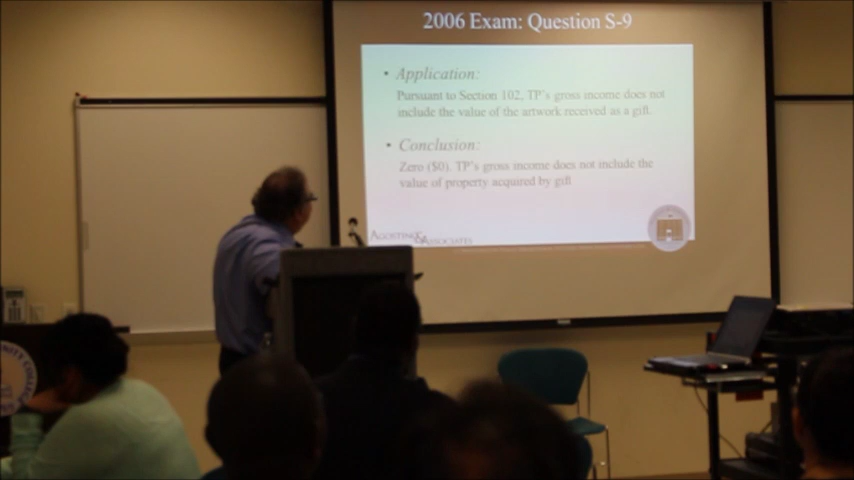 2006 Exam: Question S-9
• Application:
Pursuant to Section 102, TP's gross income does not
include the value of the artwork received as a gift.
• Conclusion:
Zero ($0). TP's gross income does not include the
value of property acquired by gift
AGOSTINO & ASSOCIATES